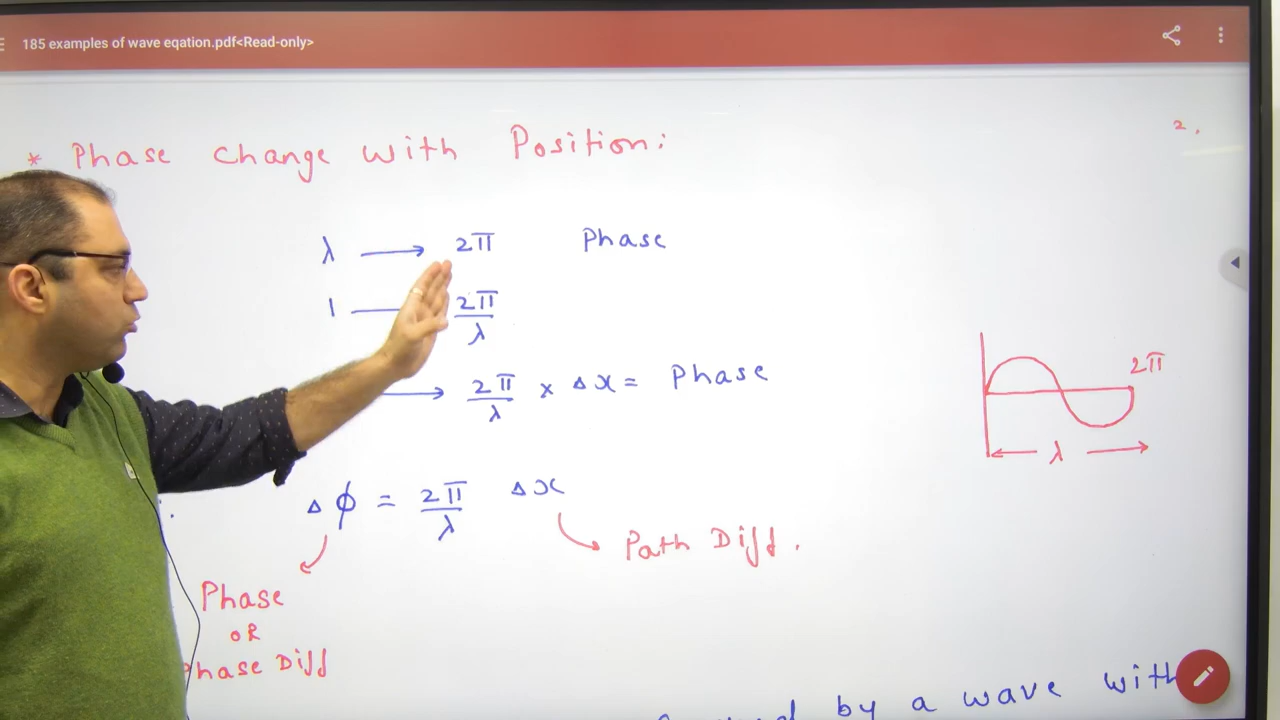 185 examples of wave eqation.pdf<Read-only>
2.
* Phase change with Position:
λ → 2π Phase
1 — 2π/λ
→ 2π/λ × Δx = Phase
2π
λ
Δφ = 2π/λ Δx
Path Diff.
Phase
OR
Phase Diff
by a wave with